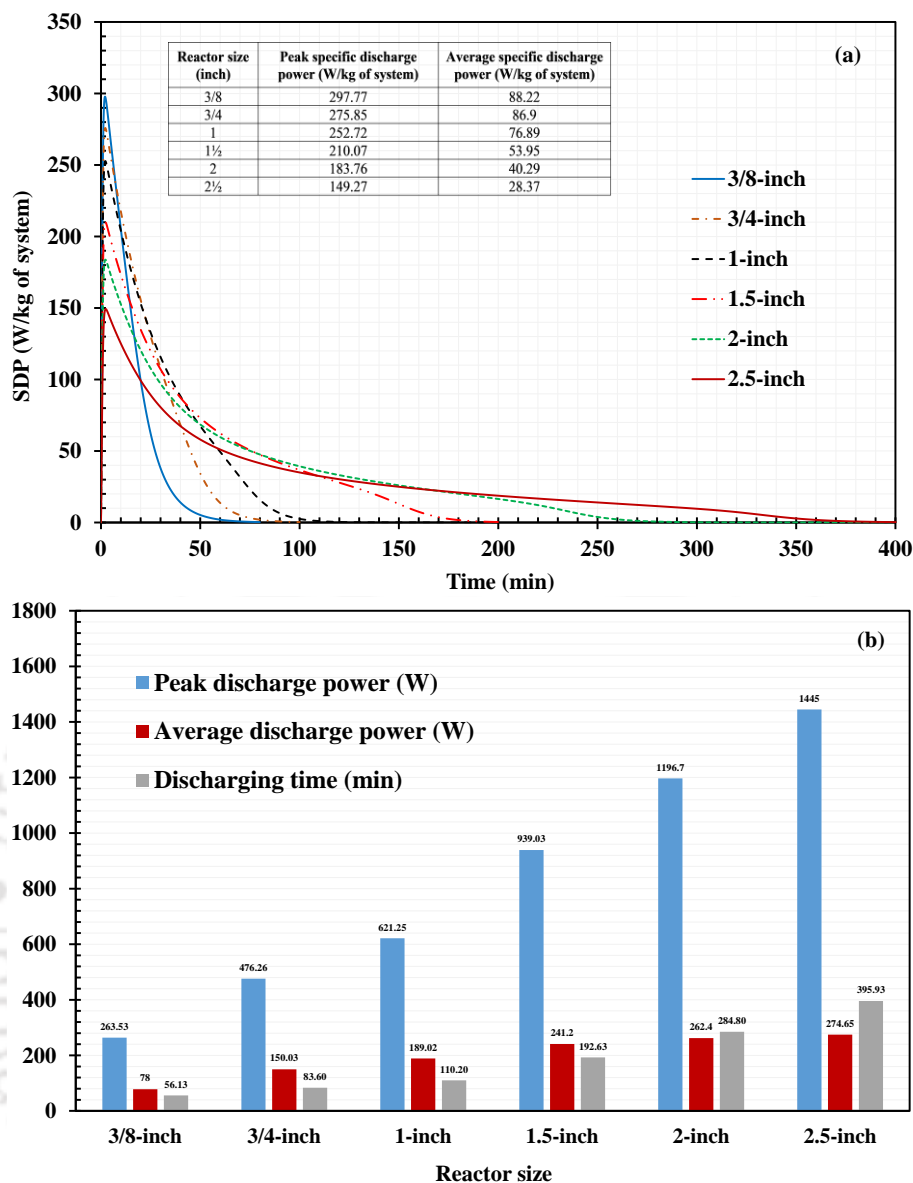 350
300
250
200
150
100
50
0
SDP (W/kg of system)
(a)
Reactor size (inch) Peak specific discharge power (W/kg of system) Average specific discharge power (W/kg of system)
3/8 297.77 88.22
3/4 275.85 86.9
1 252.72 76.89
1½ 210.07 53.95
2 183.76 40.29
2½ 149.27 28.37
3/8-inch
3/4-inch
1-inch
1.5-inch
2-inch
2.5-inch
0 50 100 150 200 250 300 350 400
Time (min)
1800
1600
1400
1200
1000
800
600
400
200
0
(b)
Peak discharge power (W)
Average discharge power (W)
Discharging time (min)
263.53 78 56.13
476.26 150.03 83.60
621.25 189.02 110.20
939.03 241.2 192.63
1196.7 262.4 284.80
1445 274.65 395.93
3/8-inch 3/4-inch 1-inch 1.5-inch 2-inch 2.5-inch
Reactor size